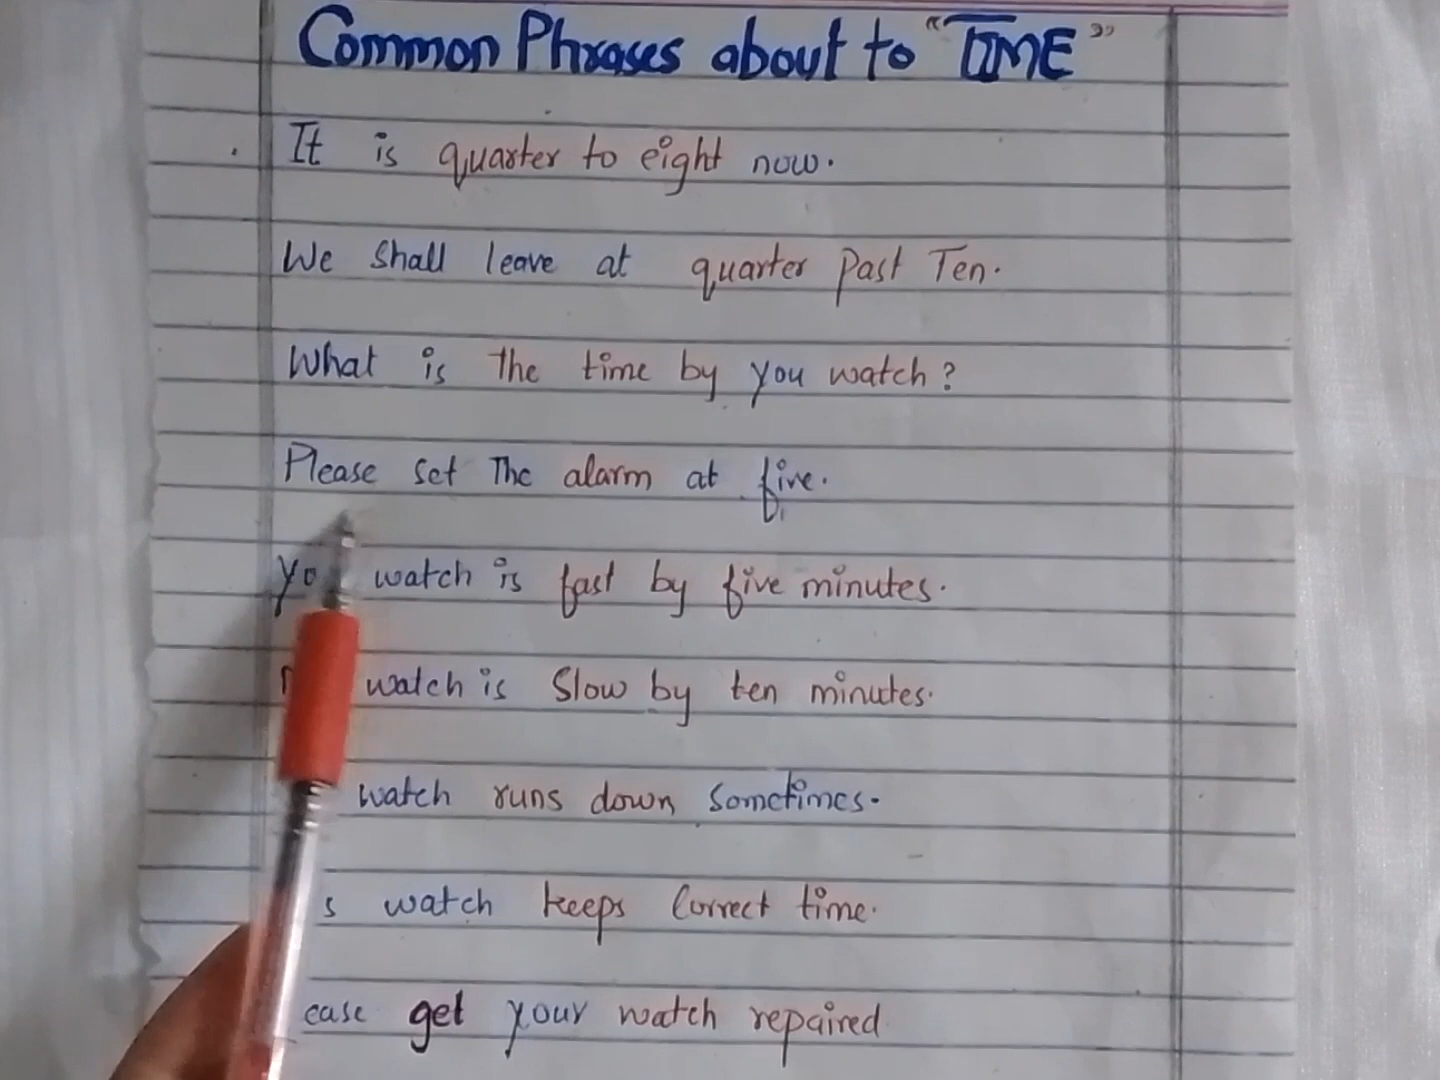 Common Phrases about to "TIME"
It is quarter to eight now.
We shall leave at quarter past Ten.
What is the time by you watch?
Please set The alarm at five.
watch is fast by five minutes.
watch is Slow by ten minutes.
watch runs down sometimes.
watch keeps correct time.
get your watch repaired